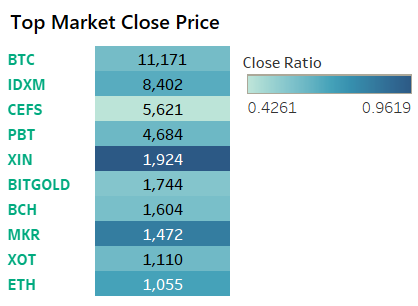 Top Market Close Price
BTC 11,171
IDXM 8,402
CEFS 5,621
PBT 4,684
XIN 1,924
BITGOLD 1,744
BCH 1,604
MKR 1,472
XOT 1,110
ETH 1,055
Close Ratio
0.4261 0.9619